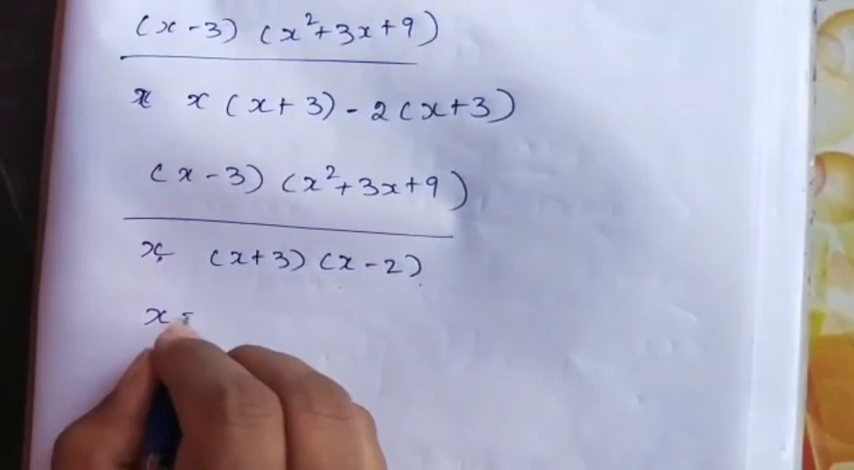 (x-3) (x²+3x+9)
x x(x+3)-2(x+3)
(x-3) (x²+3x+9)
x (x+3)(x-2)
x =